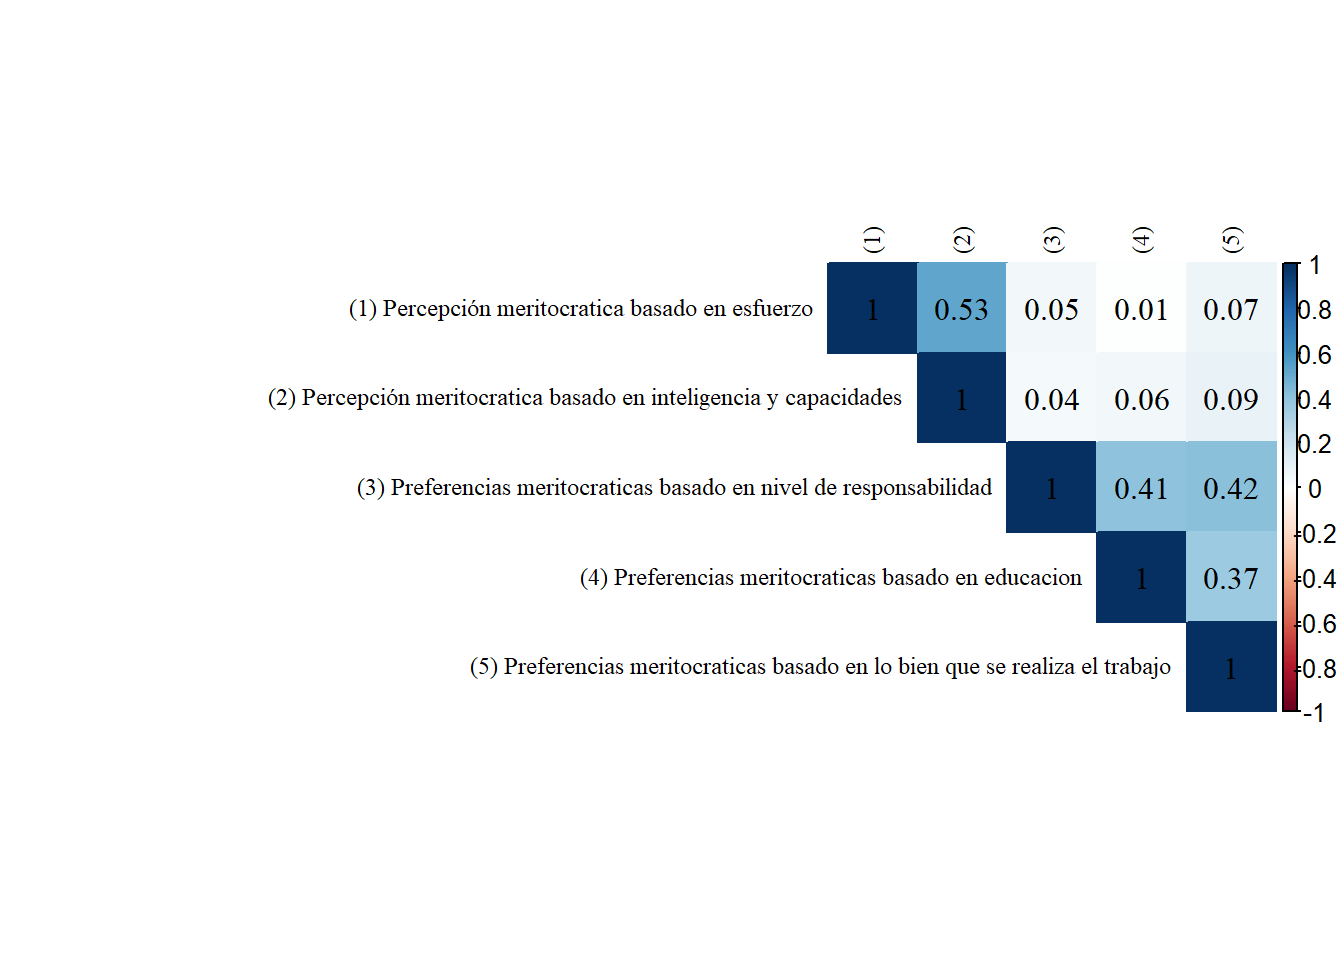 (1) (2) (3) (4) (5)
(1) Percepción meritocratica basado en esfuerzo 1 0.53 0.05 0.01 0.07
(2) Percepción meritocratica basado en inteligencia y capacidades 1 0.04 0.06 0.09
(3) Preferencias meritocraticas basado en nivel de responsabilidad 1 0.41 0.42
(4) Preferencias meritocraticas basado en educacion 1 0.37
(5) Preferencias meritocraticas basado en lo bien que se realiza el trabajo 1
1
0.8
0.6
0.4
0.2
0
-0.2
-0.4
-0.6
-0.8
-1